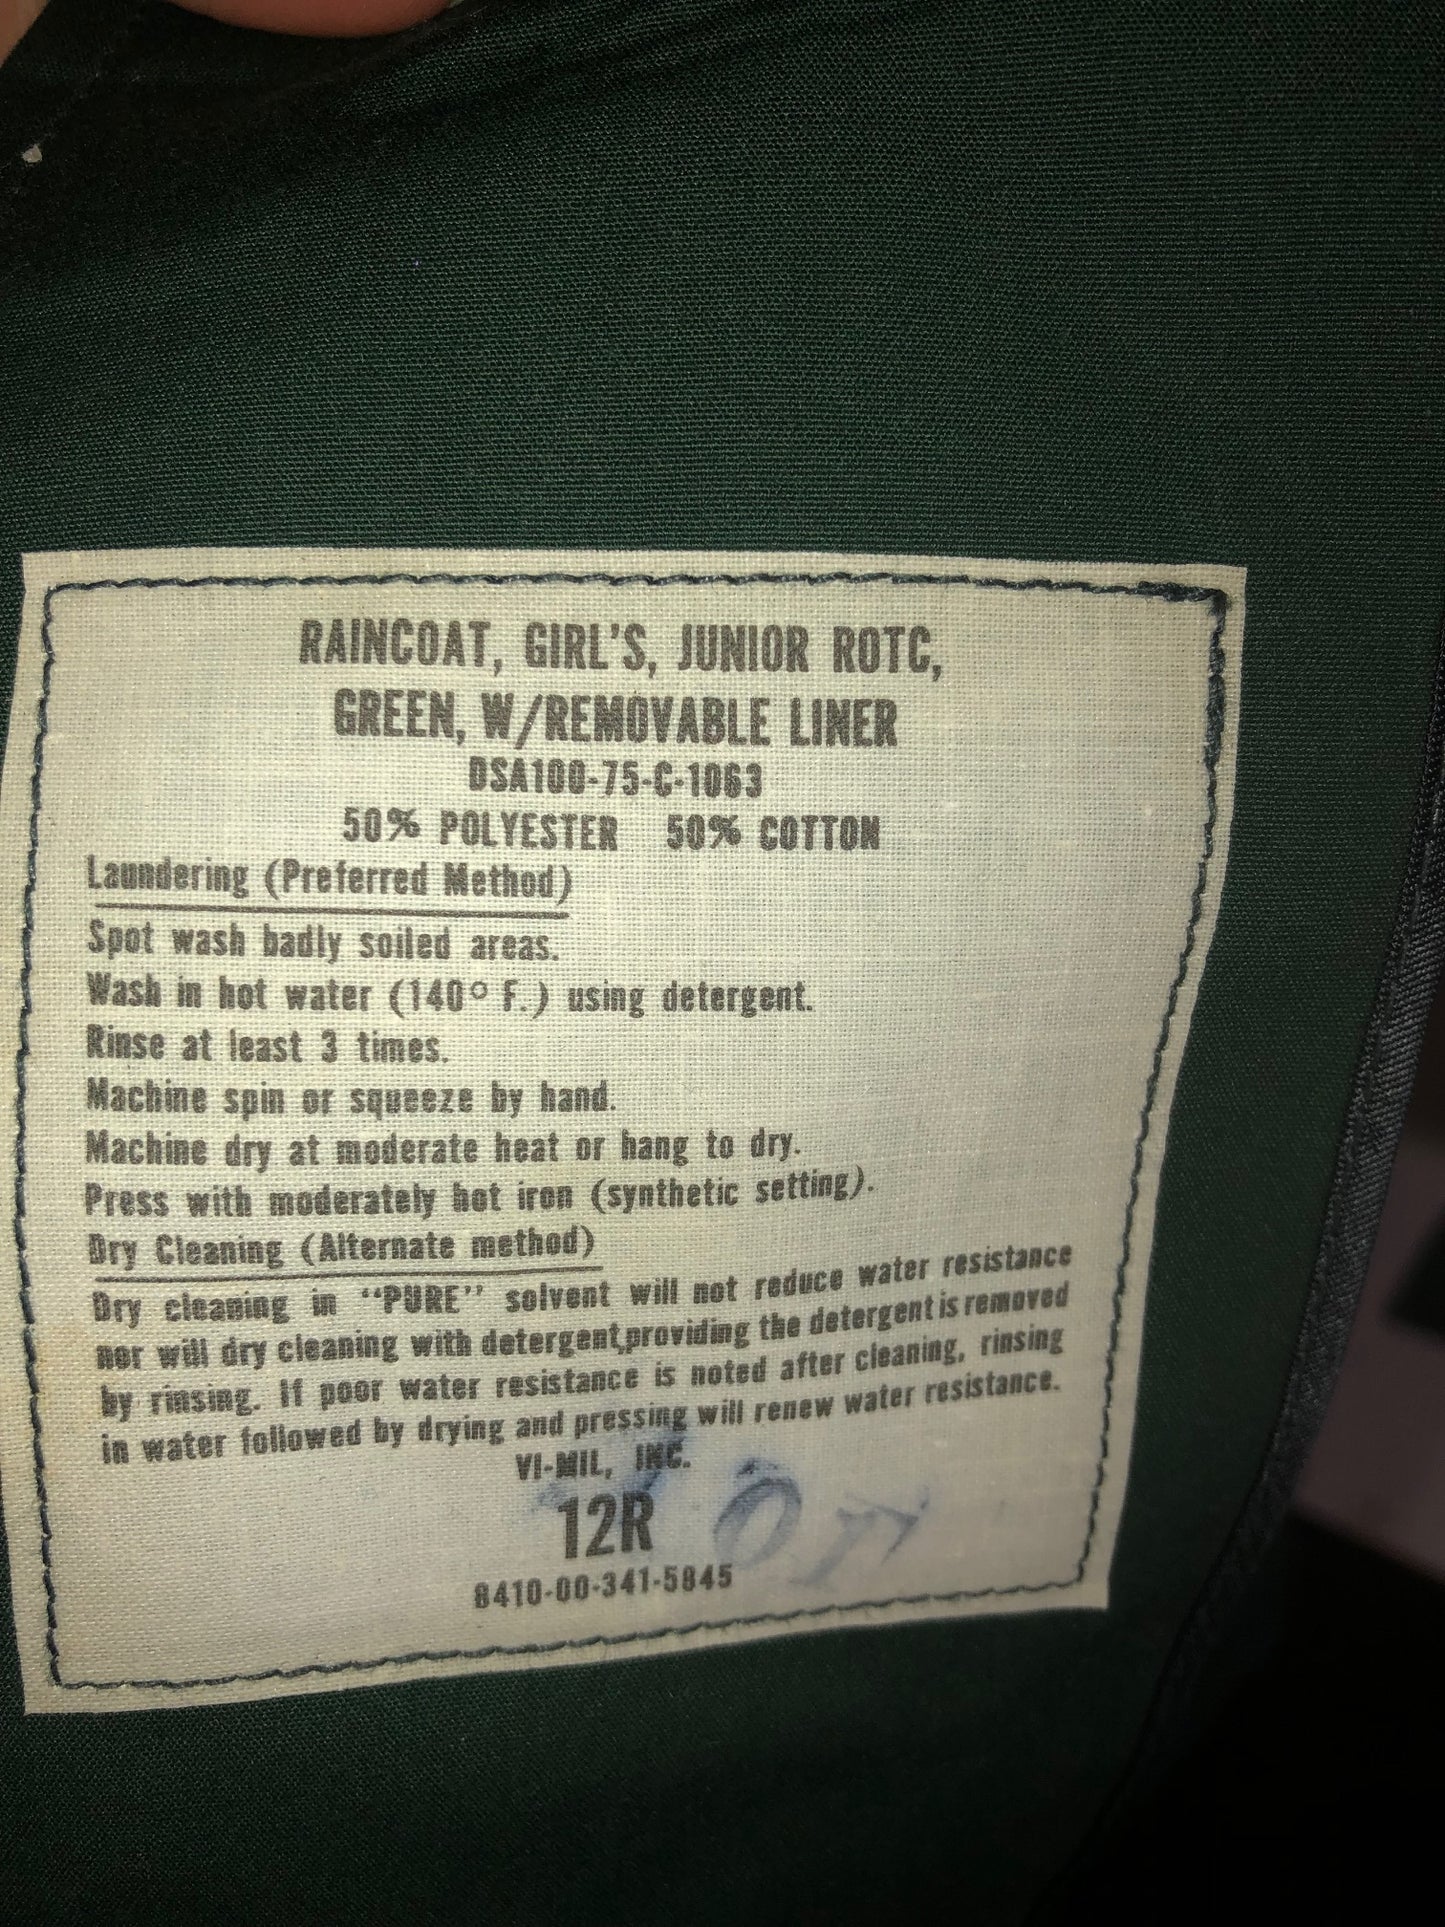 RAINCOAT, GIRL'S, JUNIOR ROTC,
GREEN, W/REMOVABLE LINER
DSA100-75-C-1063
50% POLYESTER 50% COTTON
Laundering (Preferred Method)
Spot wash badly soiled areas.
Wash in hot water (140° F.) using detergent.
Rinse at least 3 times.
Machine spin or squeeze by hand.
Machine dry at moderate heat or hang to dry.
Press with moderately hot iron (synthetic setting).
Dry Cleaning (Alternate method)
Dry cleaning in "PURE" solvent will not reduce water resistance
nor will dry cleaning with detergent, providing the detergent is removed
by rinsing. If poor water resistance is noted after cleaning, rinsing
in water followed by drying and pressing will renew water resistance.
VI-MIL, INC.
12R
8410-00-341-5845